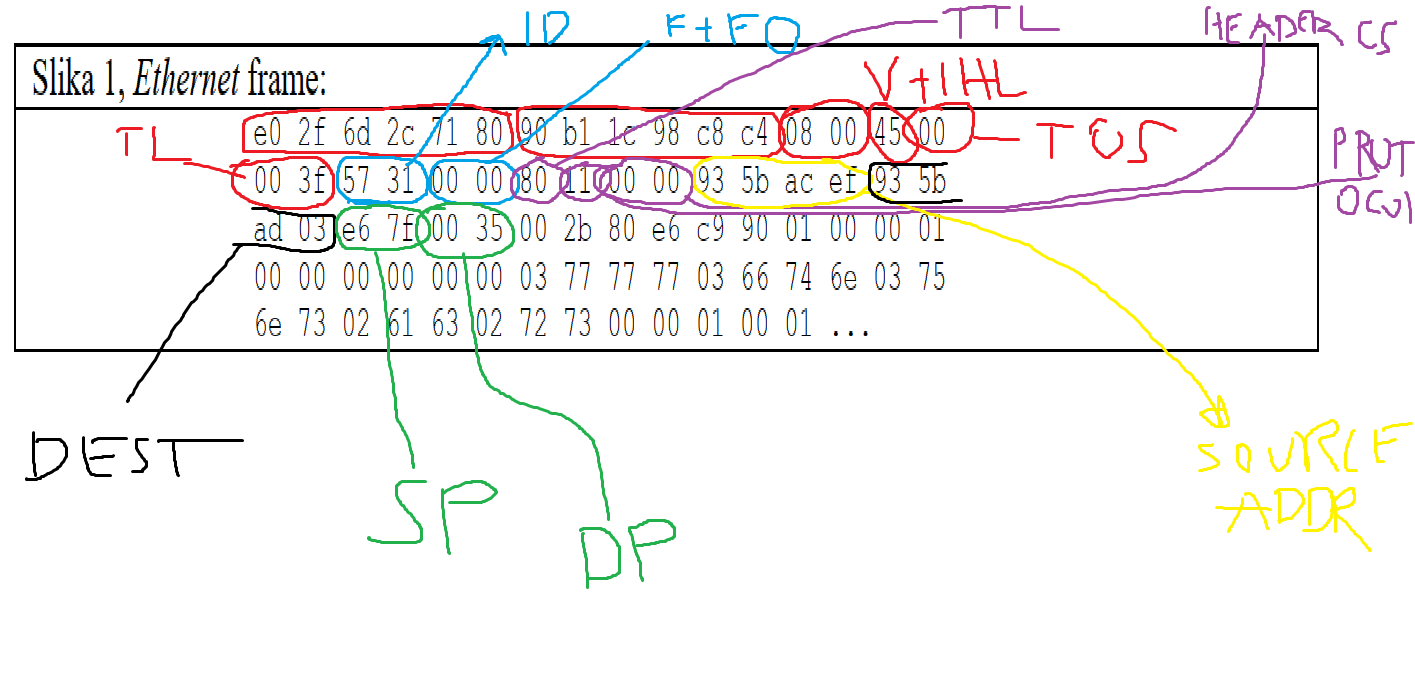 ID F+FO TTL HEADER CS
Slika 1, Ethernet frame:
V+IHL
TL e0 2f 6d 2c 71 80 90 b1 1c 98 c8 c4 08 00 45 00 TOS
00 3f 57 31 00 00 80 11 00 00 93 5b ac ef 93 5b
PROT
OCOl
ad 03 e6 7f 00 35 00 2b 80 e6 c9 90 01 00 00 01
00 00 00 00 00 00 03 77 77 77 03 66 74 6e 03 75
6e 73 02 61 63 02 72 73 00 00 01 00 01 ...
DEST
SOURCE
ADDR
SP
DP